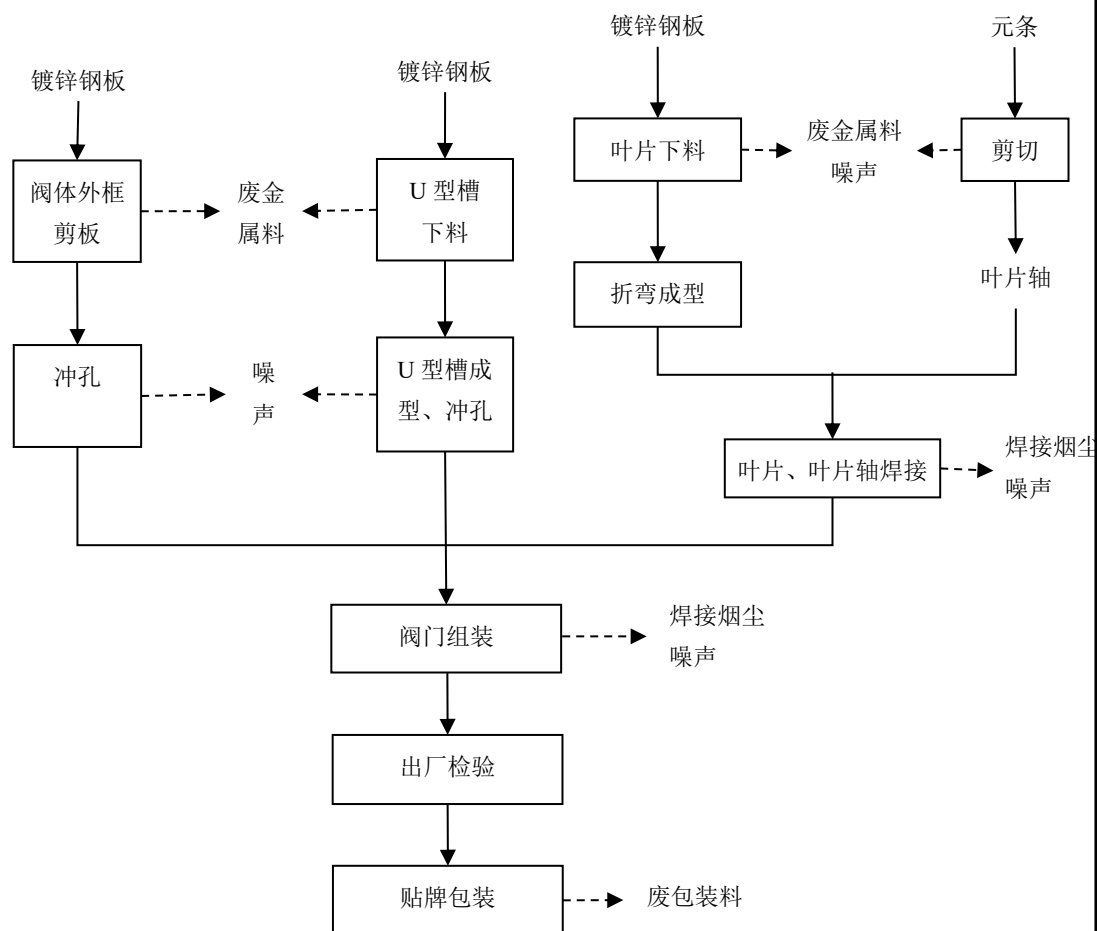 镀锌钢板
元条
镀锌钢板
镀锌钢板
叶片下料
废金属料
噪声
剪切
阀体外框
剪板
废金
属料
U 型槽
下料
折弯成型
叶片轴
冲孔
噪
声
U 型槽成
型、冲孔
叶片、叶片轴焊接
焊接烟尘
噪声
阀门组装
焊接烟尘
噪声
出厂检验
贴牌包装
废包装料